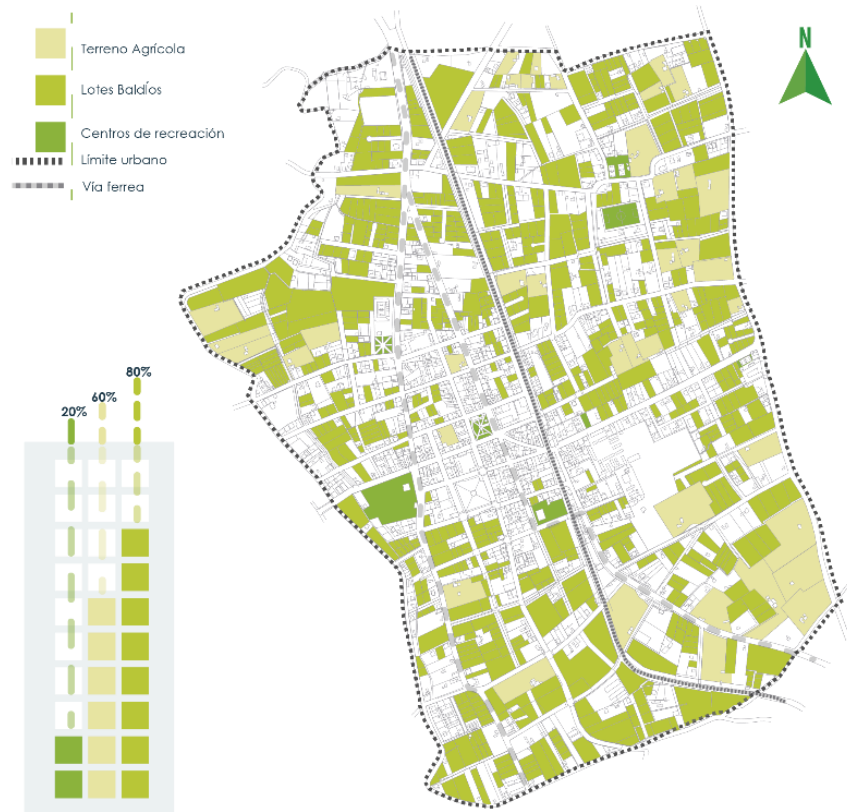 N
Terreno Agrícola
Lotes Baldíos
Centros de recreación
Límite urbano
Vía ferrea
80%
60%
20%